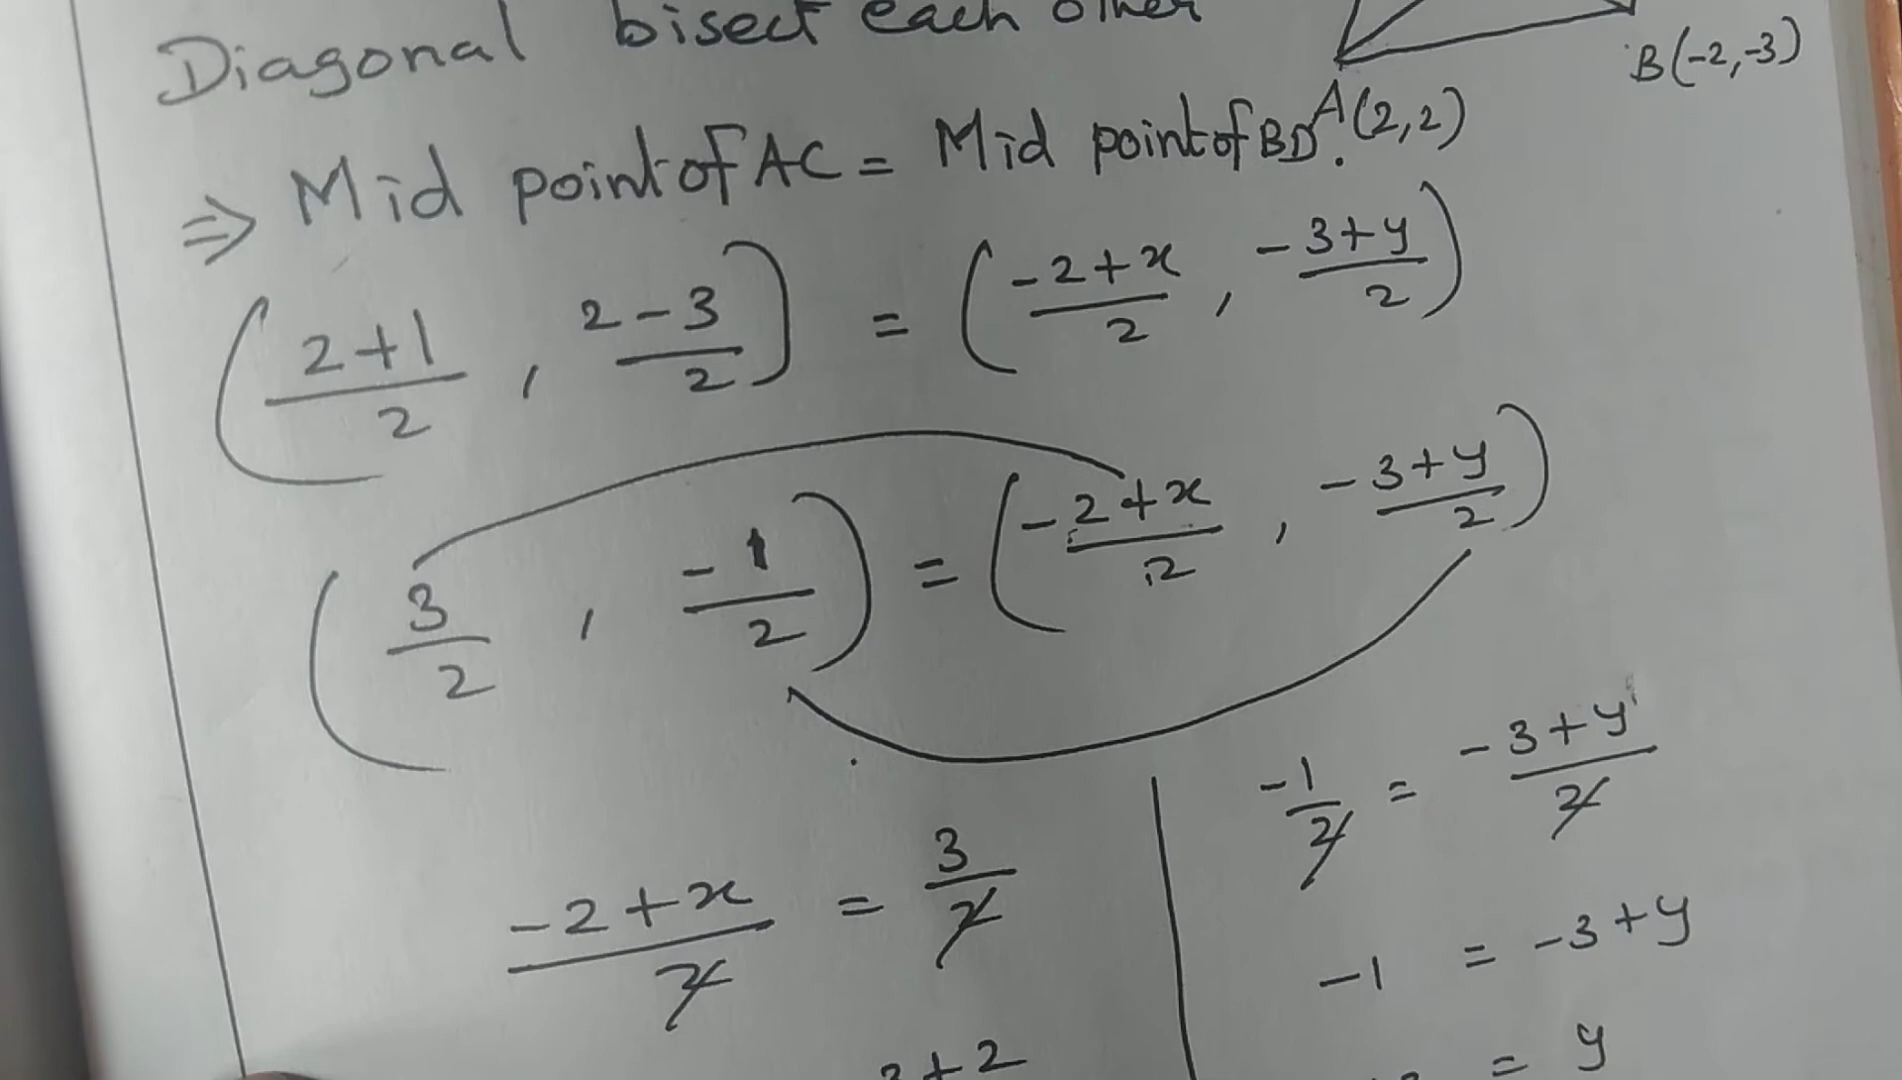 Diagonal bisect each other
B(-2,-3)
A(2,2)
⇒ Mid point of AC = Mid point of BD.
(2+1/2 , 2-3/2) = (-2+x/2 , -3+y/2)
(3/2 , -1/2) = (-2+x/2 , -3+y/2)
-2+x/2 = 3/2
3+2
-1/2 = -3+y/2
-1 = -3+y
= y